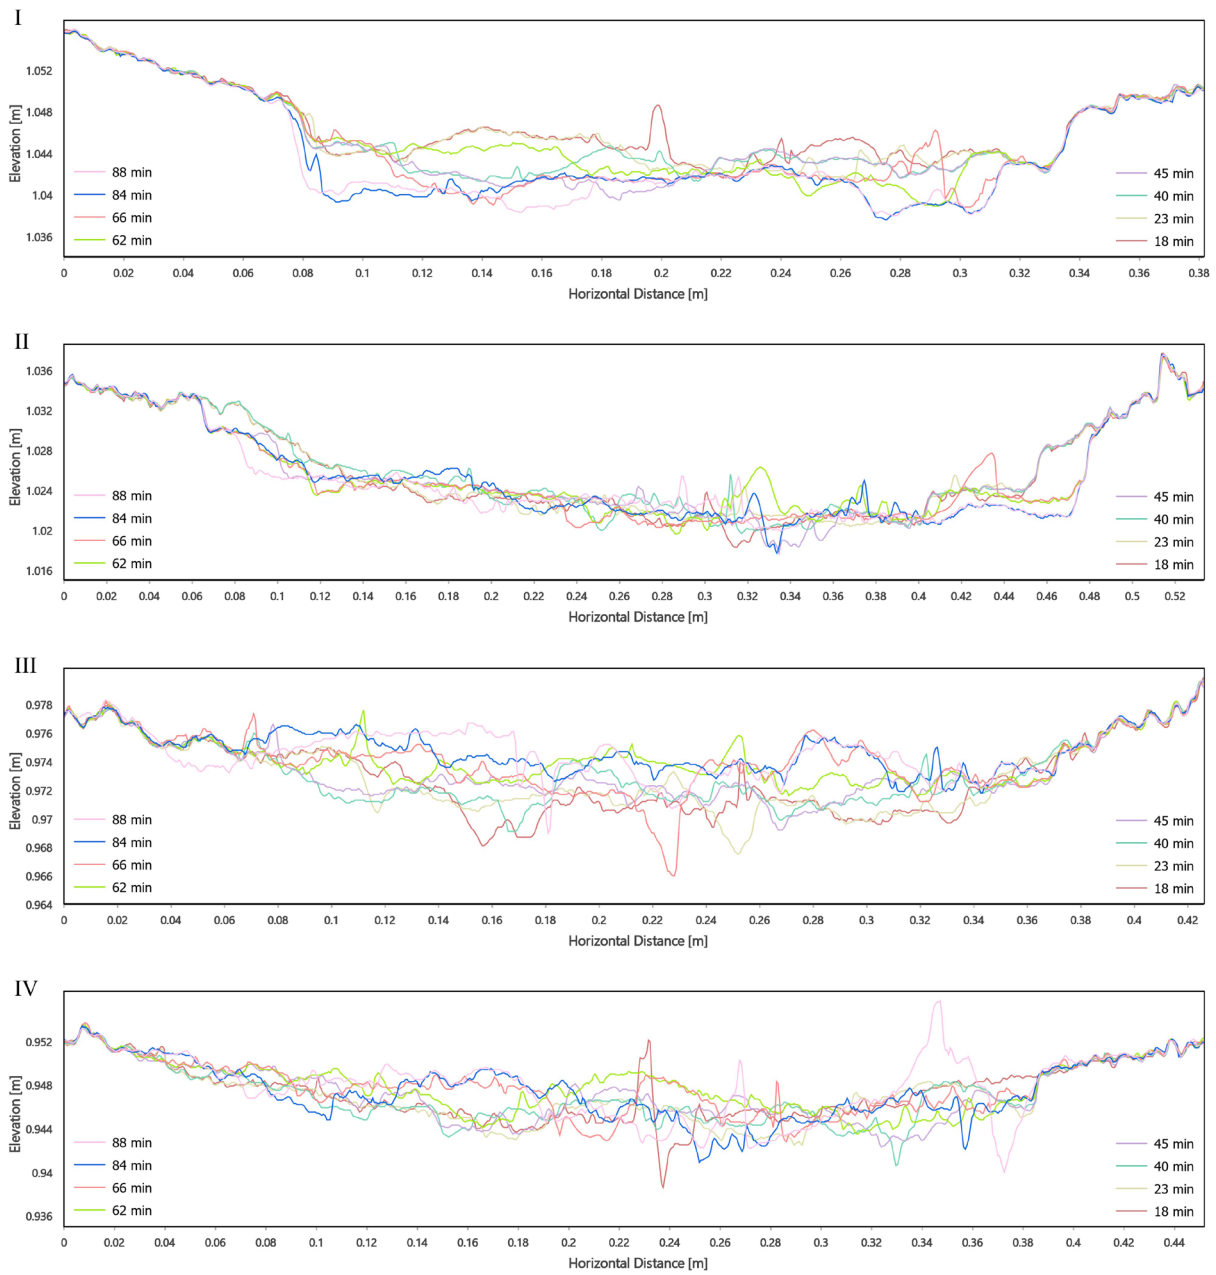 I
1.052
1.048
1.044
1.04
1.036
Elevation [m]
88 min
84 min
66 min
62 min
45 min
40 min
23 min
18 min
0 0.02 0.04 0.06 0.08 0.1 0.12 0.14 0.16 0.18 0.2 0.22 0.24 0.26 0.28 0.3 0.32 0.34 0.36 0.38
Horizontal Distance [m]
II
1.036
1.032
1.028
1.024
1.02
1.016
Elevation [m]
88 min
84 min
66 min
62 min
45 min
40 min
23 min
18 min
0 0.02 0.04 0.06 0.08 0.1 0.12 0.14 0.16 0.18 0.2 0.22 0.24 0.26 0.28 0.3 0.32 0.34 0.36 0.38 0.4 0.42 0.44 0.46 0.48 0.5 0.52
Horizontal Distance [m]
III
0.978
0.976
0.974
0.972
0.97
0.968
0.966
0.964
Elevation [m]
88 min
84 min
66 min
62 min
45 min
40 min
23 min
18 min
0 0.02 0.04 0.06 0.08 0.1 0.12 0.14 0.16 0.18 0.2 0.22 0.24 0.26 0.28 0.3 0.32 0.34 0.36 0.38 0.4 0.42
Horizontal Distance [m]
IV
0.952
0.948
0.944
0.94
0.936
Elevation [m]
88 min
84 min
66 min
62 min
45 min
40 min
23 min
18 min
0 0.02 0.04 0.06 0.08 0.1 0.12 0.14 0.16 0.18 0.2 0.22 0.24 0.26 0.28 0.3 0.32 0.34 0.36 0.38 0.4 0.42 0.44
Horizontal Distance [m]